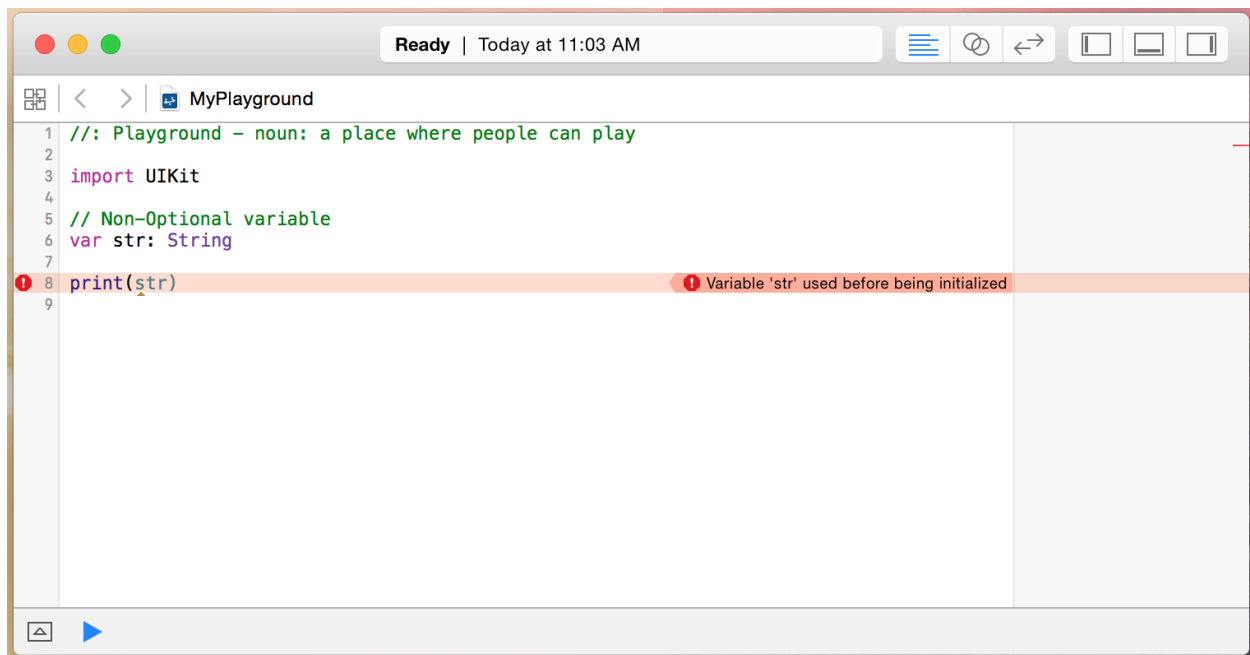 Ready | Today at 11:03 AM
MyPlayground
1 //: Playground – noun: a place where people can play
2
3 import UIKit
4
5 // Non-Optional variable
6 var str: String
7
8 print(str) Variable 'str' used before being initialized
9